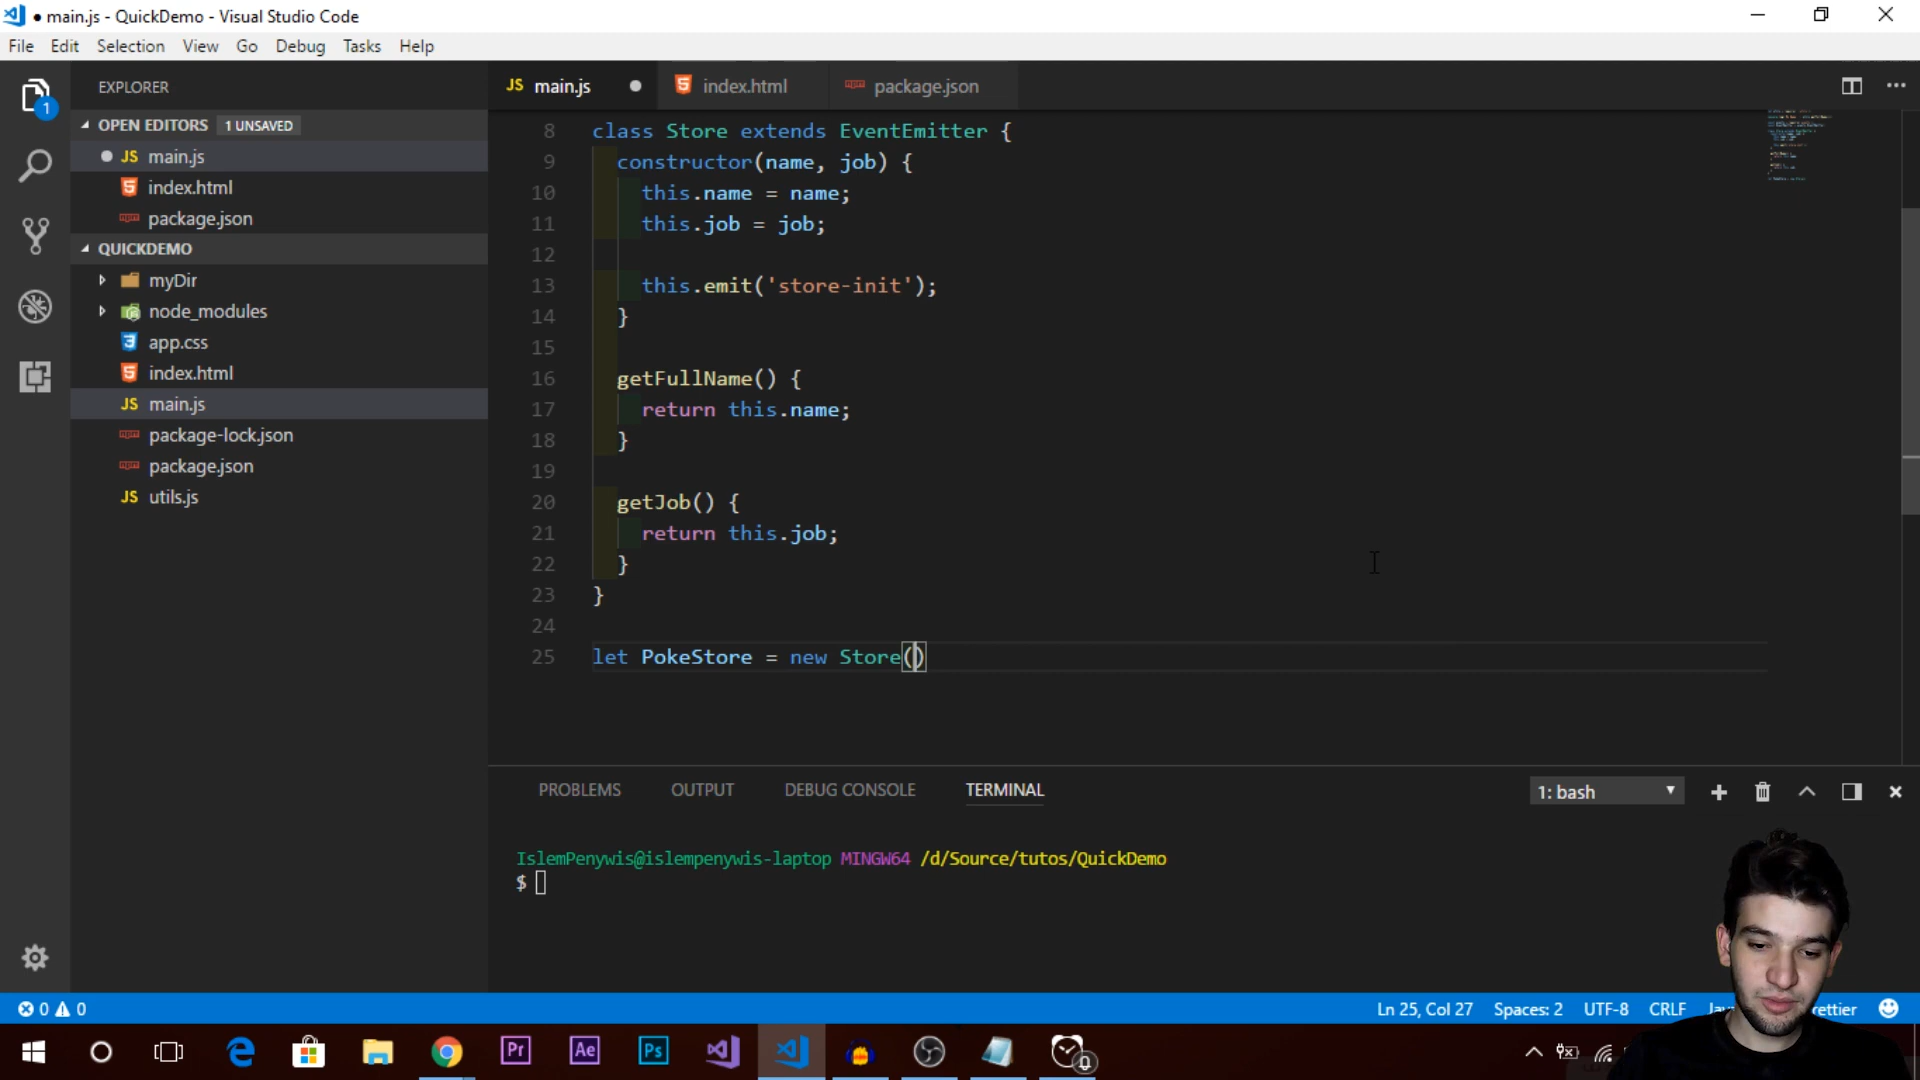 ● main.js - QuickDemo - Visual Studio Code
File Edit Selection View Go Debug Tasks Help
1
EXPLORER
OPEN EDITORS 1 UNSAVED
JS main.js
index.html
package.json
QUICKDEMO
myDir
node_modules
app.css
index.html
JS main.js
package-lock.json
package.json
JS utils.js
JS main.js ● index.html package.json
8 class Store extends EventEmitter {
9 constructor(name, job) {
10 this.name = name;
11 this.job = job;
12
13 this.emit('store-init');
14 }
15
16 getFullName() {
17 return this.name;
18 }
19
20 getJob() {
21 return this.job;
22 }
23 }
24
25 let PokeStore = new Store()
PROBLEMS OUTPUT DEBUG CONSOLE TERMINAL 1: bash
IslemPenywis@islempenywis-laptop MINGW64 /d/Source/tutos/QuickDemo
$
0 0 Ln 25, Col 27 Spaces: 2 UTF-8 CRLF
Pr Ae Ps